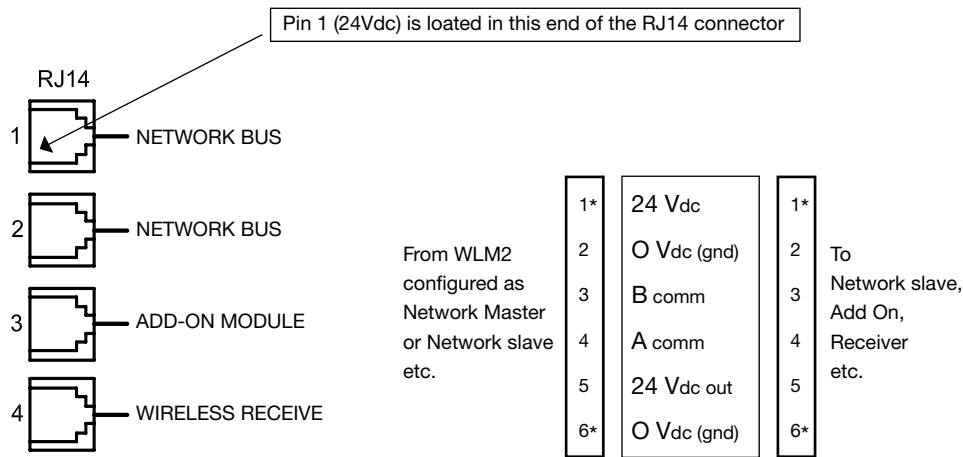 Pin 1 (24Vdc) is loated in this end of the RJ14 connector
RJ14
1 NETWORK BUS
2 NETWORK BUS
3 ADD-ON MODULE
4 WIRELESS RECEIVE
From WLM2
configured as
Network Master
or Network slave
etc.
1* 24 Vdc 1*
2 O Vdc (gnd) 2
3 B comm 3
4 A comm 4
5 24 Vdc out 5
6* O Vdc (gnd) 6*
To
Network slave,
Add On,
Receiver
etc.